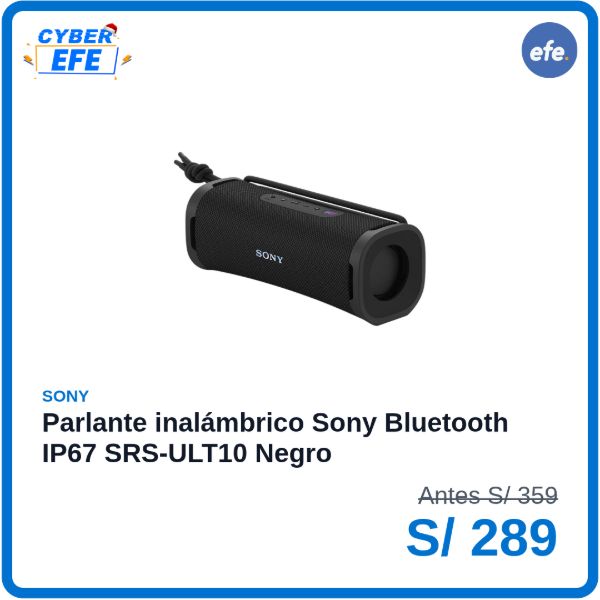 CYBER
EFE
efe.
SONY
SONY
Parlante inalámbrico Sony Bluetooth
IP67 SRS-ULT10 Negro
Antes S/ 359
S/ 289